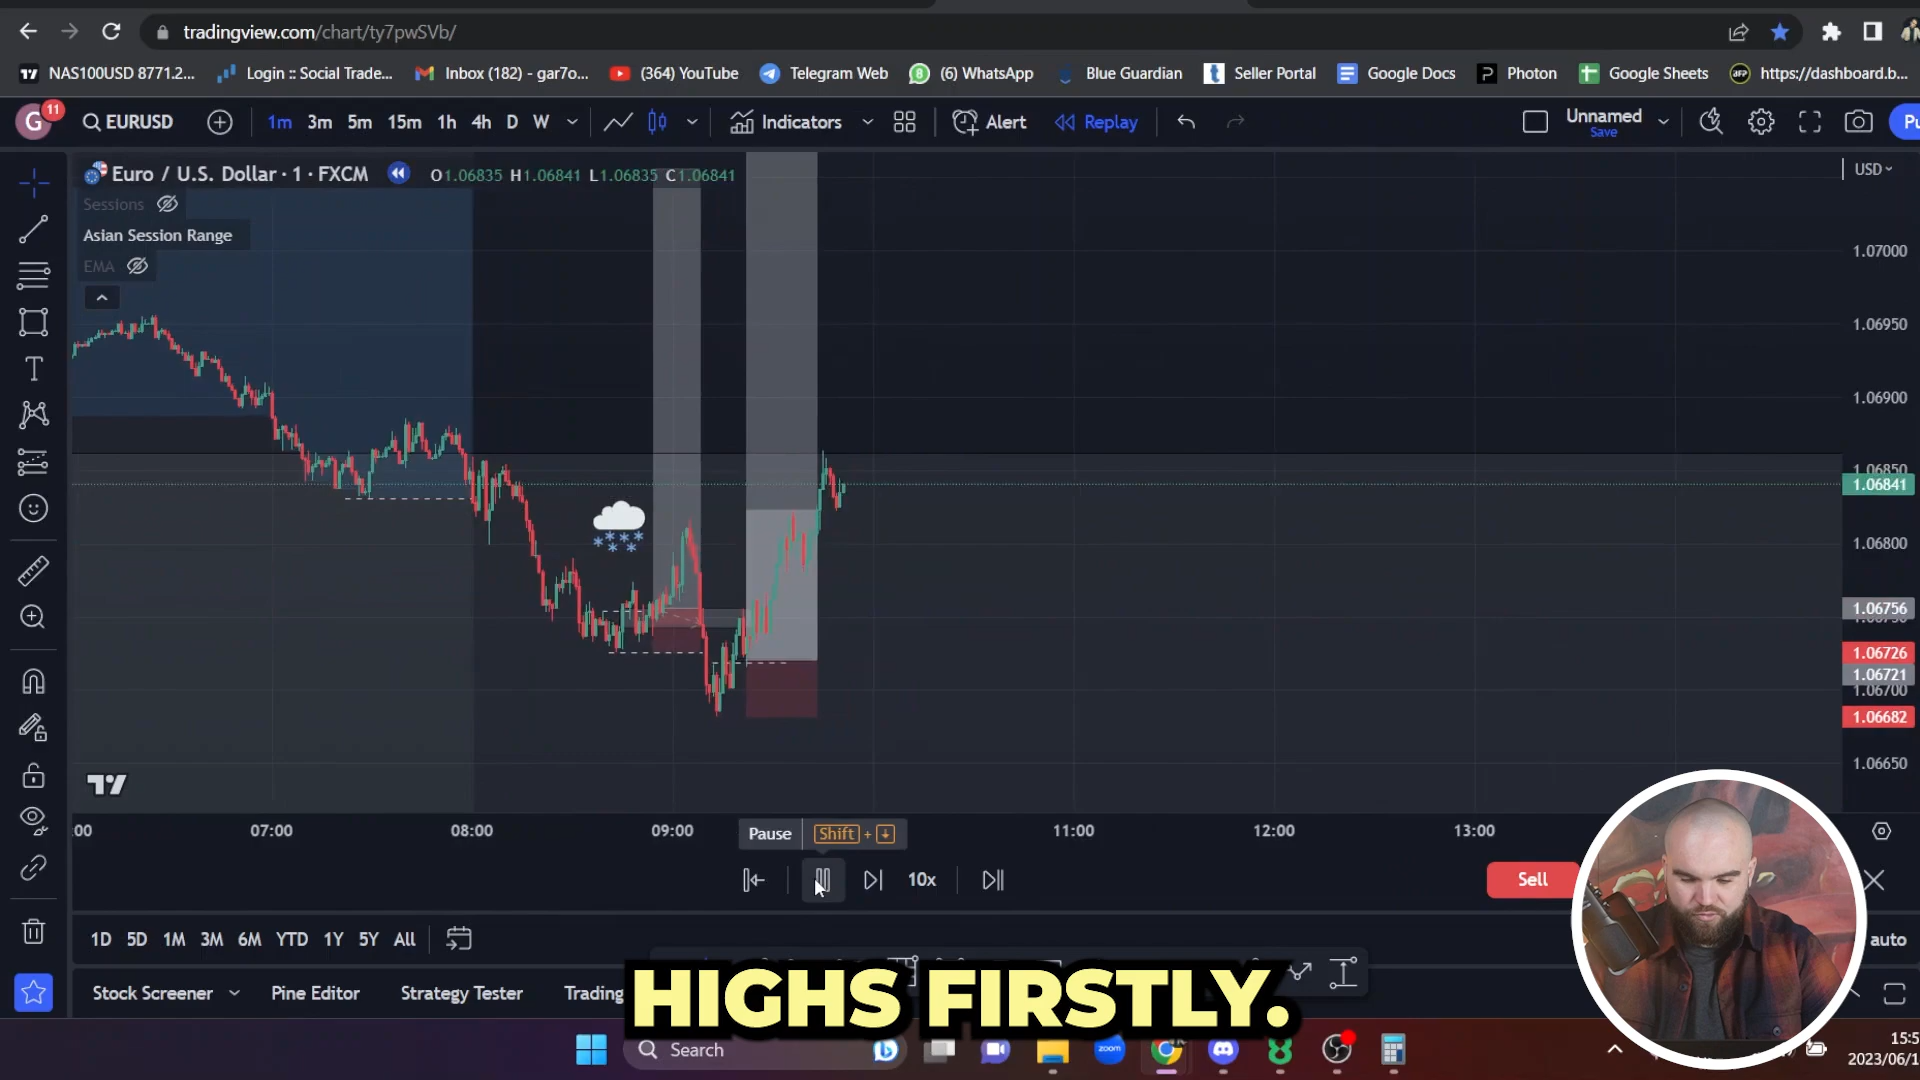 tradingview.com/chart/ty7pwSVb/
NAS100USD 8771.2...
Login :: Social Trade...
Inbox (182) - gar7o...
(364) YouTube
Telegram Web
(6) WhatsApp
Blue Guardian
Seller Portal
Google Docs
Photon
Google Sheets
https://dashboard.b...
G
11
EURUSD
1m
3m
5m
15m
1h
4h
D
W
Indicators
Alert
Replay
Unnamed
Save
Pu
Euro / U.S. Dollar · 1 · FXCM
O1.06835 H1.06841 L1.06835 C1.06841
USD
Sessions
Asian Session Range
EMA
1.07000
1.06950
1.06900
1.06850
1.06841
1.06800
1.06756
1.06726
1.06721
1.06700
1.06682
1.06650
:00
07:00
08:00
09:00
11:00
12:00
13:00
Pause
Shift +
10x
Sell
1D
5D
1M
3M
6M
YTD
1Y
5Y
All
auto
Stock Screener
Pine Editor
Strategy Tester
Trading
HIGHS FIRSTLY.
Search
zoom
15:5
2023/06/1